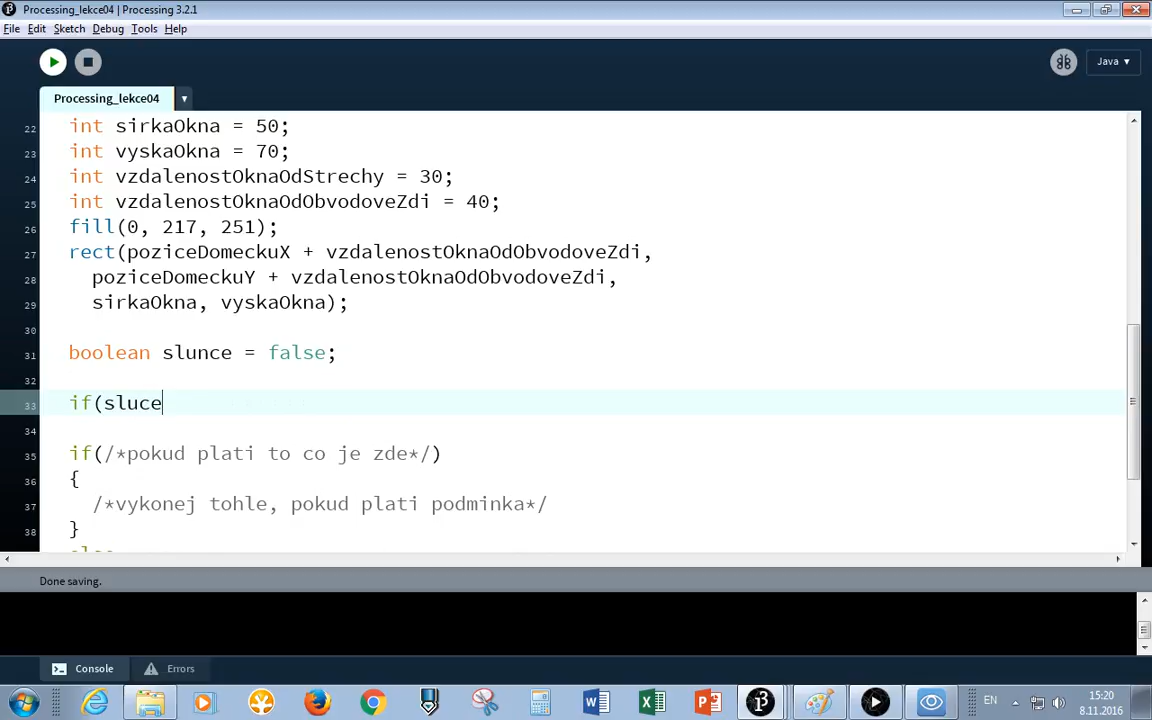 Processing_lekce04 | Processing 3.2.1
File Edit Sketch Debug Tools Help
Java ▾
Processing_lekce04
22 int sirkaOkna = 50;
23 int vyskaOkna = 70;
24 int vzdalenostOknaOdStrechy = 30;
25 int vzdalenostOknaOdObvodoveZdi = 40;
26 fill(0, 217, 251);
27 rect(poziceDomeckuX + vzdalenostOknaOdObvodoveZdi,
28 poziceDomeckuY + vzdalenostOknaOdObvodoveZdi,
29 sirkaOkna, vyskaOkna);
30
31 boolean slunce = false;
32
33 if(sluce
34
35 if(/*pokud plati to co je zde*/)
36 {
37 /*vykonej tohle, pokud plati podminka*/
38 }
else
Done saving.
Console Errors
EN
15:20
8.11.2016